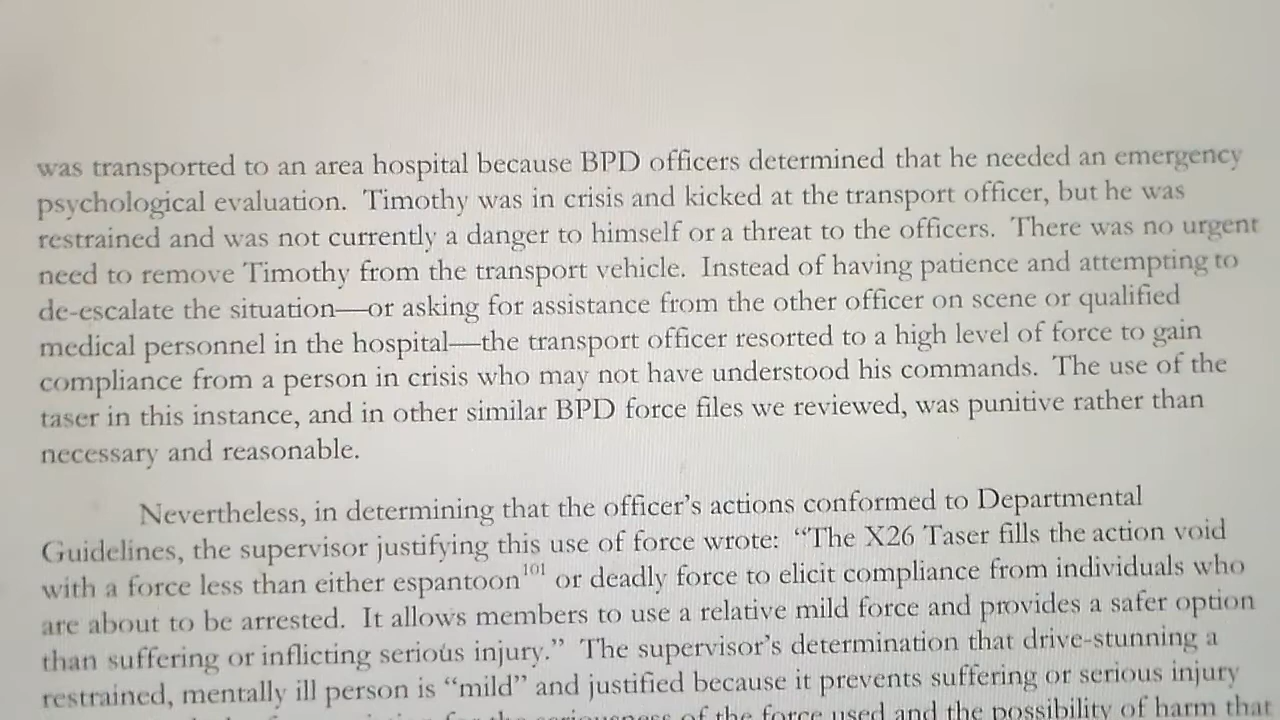 was transported to an area hospital because BPD officers determined that he needed an emergency
psychological evaluation. Timothy was in crisis and kicked at the transport officer, but he was
restrained and was not currently a danger to himself or a threat to the officers. There was no urgent
need to remove Timothy from the transport vehicle. Instead of having patience and attempting to
de-escalate the situation—or asking for assistance from the other officer on scene or qualified
medical personnel in the hospital—the transport officer resorted to a high level of force to gain
compliance from a person in crisis who may not have understood his commands. The use of the
taser in this instance, and in other similar BPD force files we reviewed, was punitive rather than
necessary and reasonable.
Nevertheless, in determining that the officer's actions conformed to Departmental
Guidelines, the supervisor justifying this use of force wrote: “The X26 Taser fills the action void
with a force less than either espantoon101 or deadly force to elicit compliance from individuals who
are about to be arrested. It allows members to use a relative mild force and provides a safer option
than suffering or inflicting serious injury.” The supervisor's determination that drive-stunning a
restrained, mentally ill person is “mild” and justified because it prevents suffering or serious injury
of the force used and the possibility of harm that